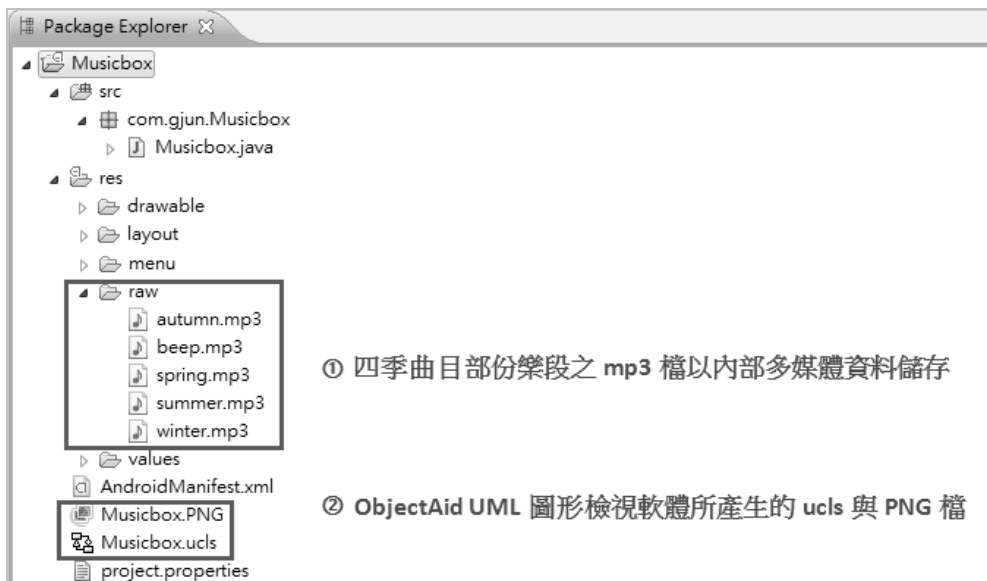 Package Explorer
Musicbox
src
com.gjun.Musicbox
Musicbox.java
res
drawable
layout
menu
raw
autumn.mp3
beep.mp3
① 四季曲目部份樂段之 mp3 檔以內部多媒體資料儲存
spring.mp3
summer.mp3
winter.mp3
values
AndroidManifest.xml
② ObjectAid UML 圖形檢視軟體所產生的 ucls 與 PNG 檔
Musicbox.PNG
Musicbox.ucls
project.properties